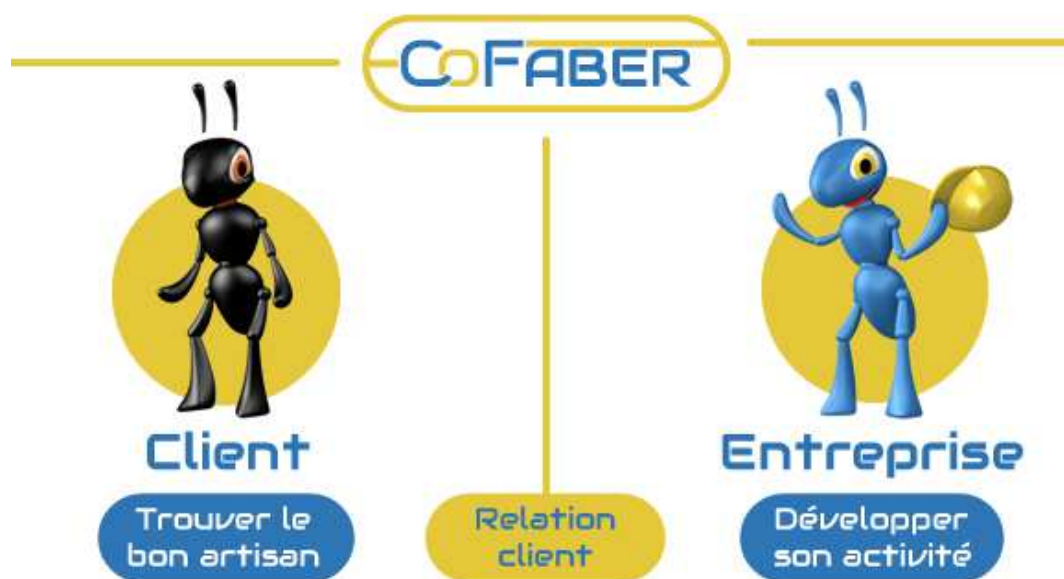 CoFABER
Client
Entreprise
Trouver le
bon artisan
Relation
client
Développer
son activité